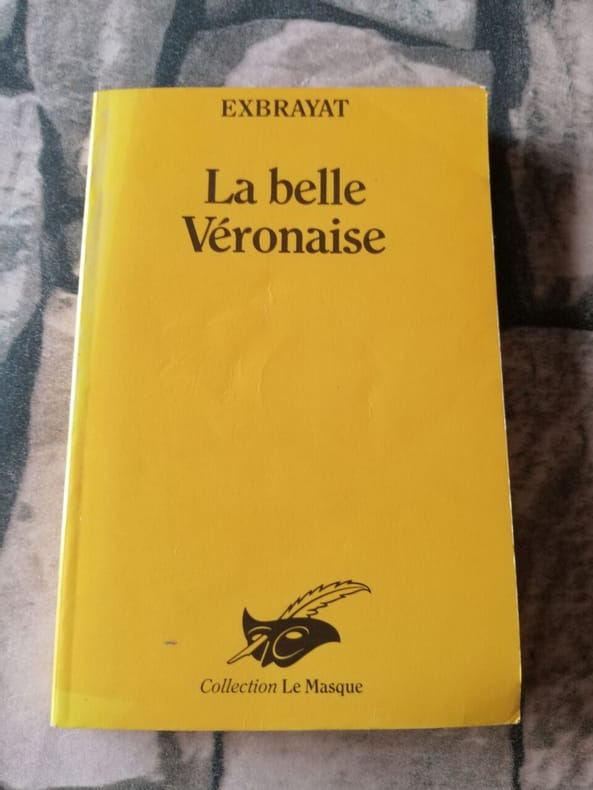 EXBRAYAT
La belle
Véronaise
Collection Le Masque